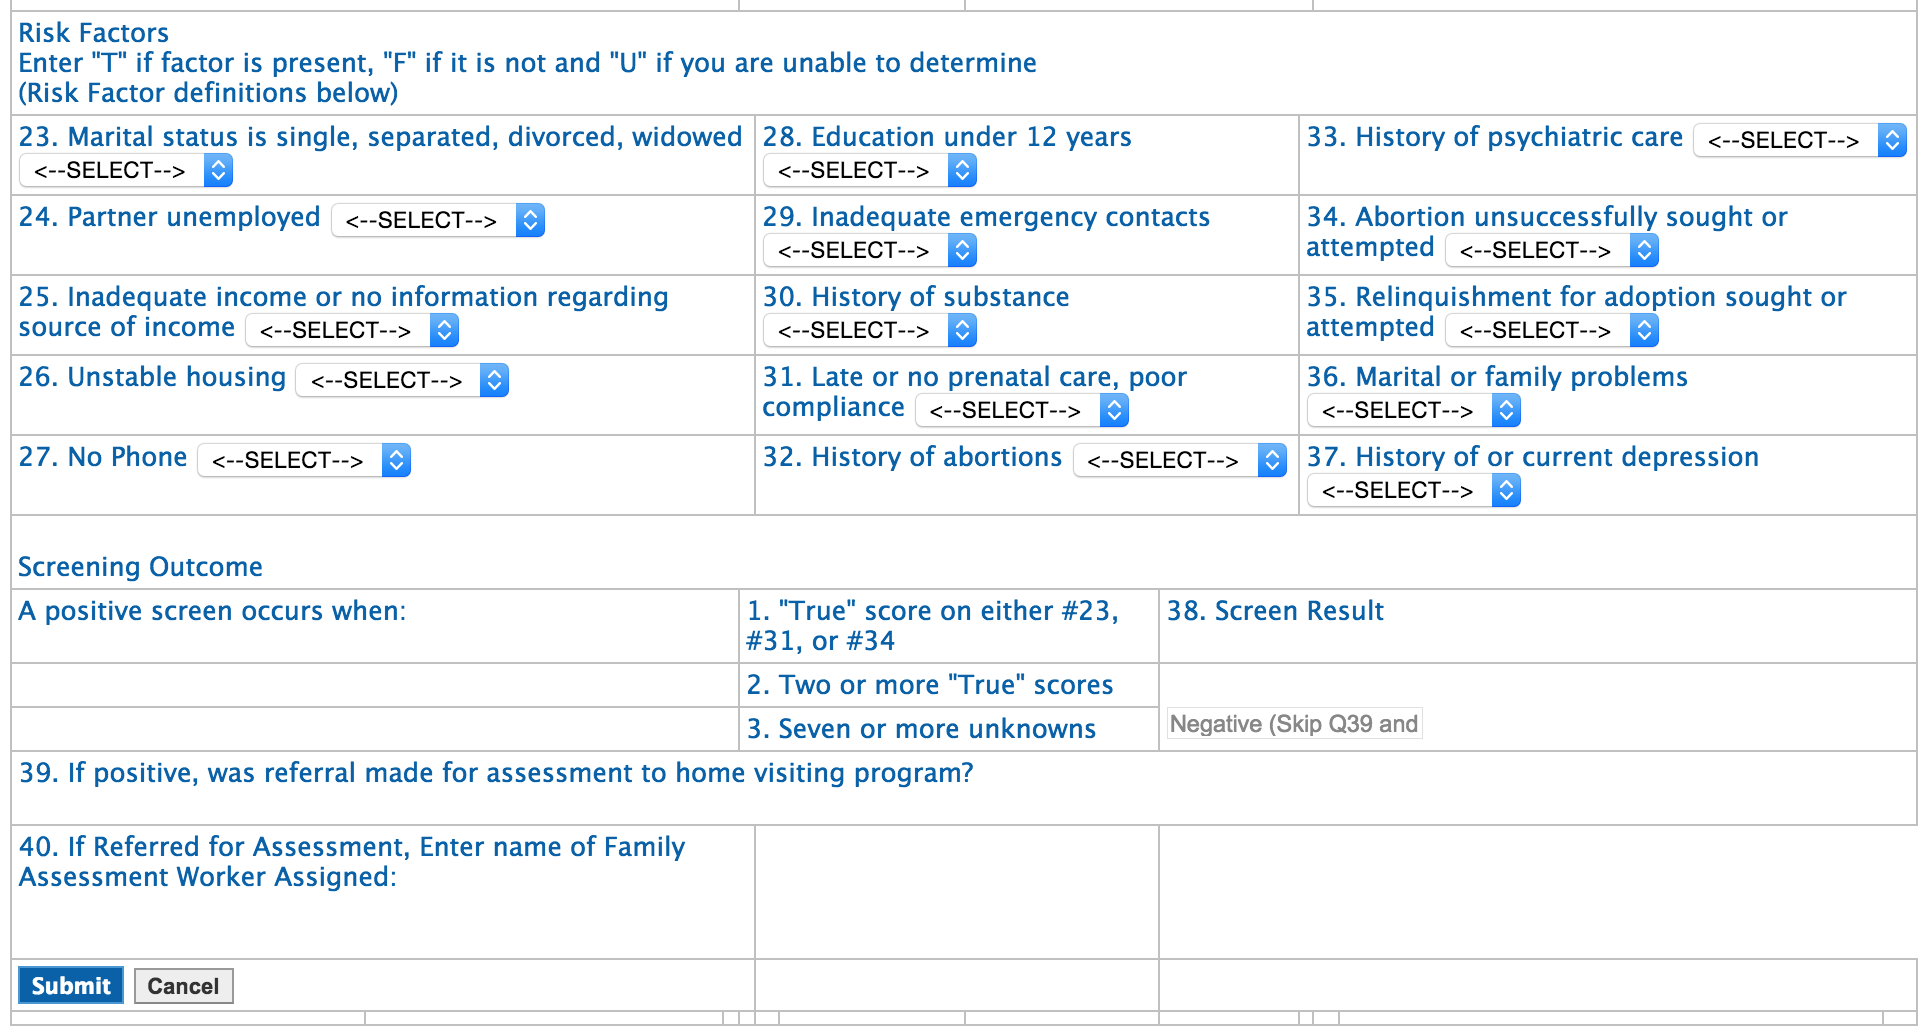 Risk Factors
Enter "T" if factor is present, "F" if it is not and "U" if you are unable to determine
(Risk Factor definitions below)
23. Marital status is single, separated, divorced, widowed
<--SELECT-->
28. Education under 12 years
<--SELECT-->
33. History of psychiatric care <--SELECT-->
24. Partner unemployed <--SELECT-->
29. Inadequate emergency contacts
<--SELECT-->
34. Abortion unsuccessfully sought or
attempted <--SELECT-->
25. Inadequate income or no information regarding
source of income <--SELECT-->
30. History of substance
<--SELECT-->
35. Relinquishment for adoption sought or
attempted <--SELECT-->
26. Unstable housing <--SELECT-->
31. Late or no prenatal care, poor
compliance <--SELECT-->
36. Marital or family problems
<--SELECT-->
27. No Phone <--SELECT-->
32. History of abortions <--SELECT-->
37. History of or current depression
<--SELECT-->
Screening Outcome
A positive screen occurs when:
1. "True" score on either #23,
#31, or #34
38. Screen Result
2. Two or more "True" scores
3. Seven or more unknowns
Negative (Skip Q39 and
39. If positive, was referral made for assessment to home visiting program?
40. If Referred for Assessment, Enter name of Family
Assessment Worker Assigned:
Submit Cancel